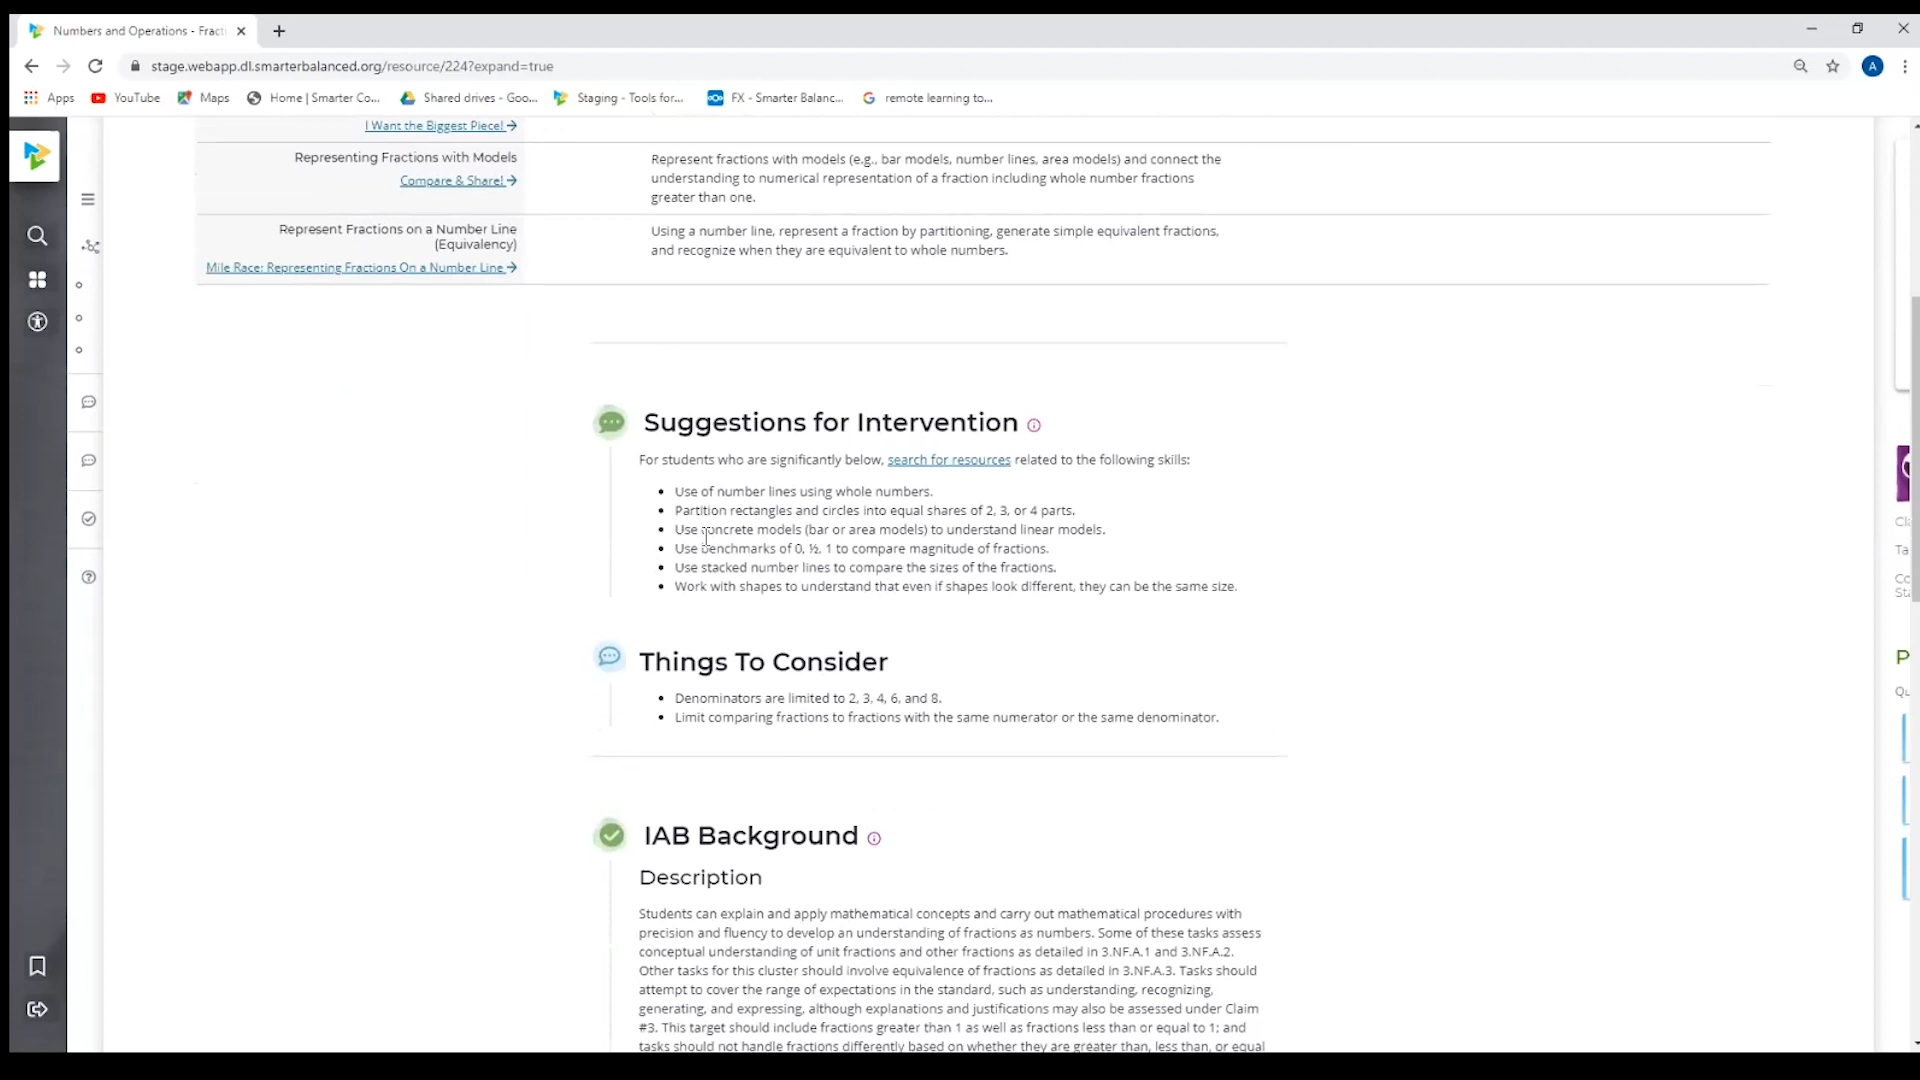 Numbers and Operations - Fract
stage.webapp.dl.smarterbalanced.org/resource/224?expand=true
A
Apps
YouTube
Maps
Home | Smarter Co...
Shared drives - Goo...
Staging - Tools for...
FX - Smarter Balanc...
remote learning to...
I Want the Biggest Piece! →
Representing Fractions with Models
Compare & Share! →
Represent fractions with models (e.g., bar models, number lines, area models) and connect the
understanding to numerical representation of a fraction including whole number fractions
greater than one.
Represent Fractions on a Number Line
(Equivalency)
Mile Race: Representing Fractions On a Number Line →
Using a number line, represent a fraction by partitioning, generate simple equivalent fractions,
and recognize when they are equivalent to whole numbers.
Suggestions for Intervention
For students who are significantly below, search for resources related to the following skills:
• Use of number lines using whole numbers.
• Partition rectangles and circles into equal shares of 2, 3, or 4 parts.
• Use concrete models (bar or area models) to understand linear models.
• Use benchmarks of 0, ½, 1 to compare magnitude of fractions.
• Use stacked number lines to compare the sizes of the fractions.
• Work with shapes to understand that even if shapes look different, they can be the same size.
Things To Consider
• Denominators are limited to 2, 3, 4, 6, and 8.
• Limit comparing fractions to fractions with the same numerator or the same denominator.
IAB Background
Description
Students can explain and apply mathematical concepts and carry out mathematical procedures with
precision and fluency to develop an understanding of fractions as numbers. Some of these tasks assess
conceptual understanding of unit fractions and other fractions as detailed in 3.NF.A.1 and 3.NF.A.2.
Other tasks for this cluster should involve equivalence of fractions as detailed in 3.NF.A.3. Tasks should
attempt to cover the range of expectations in the standard, such as understanding, recognizing,
generating, and expressing, although explanations and justifications may also be assessed under Claim
#3. This target should include fractions greater than 1 as well as fractions less than or equal to 1; and
tasks should not handle fractions differently based on whether they are greater than, less than, or equal